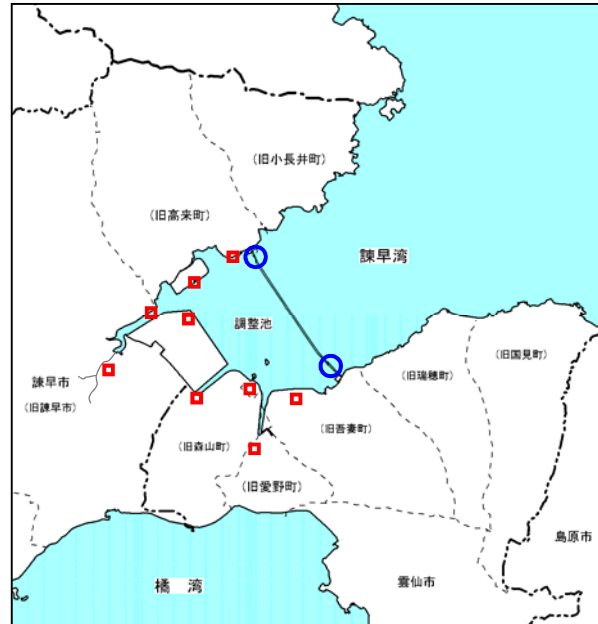 (旧小長井町)
(旧高来町)
諫早湾
調整池
(旧国見町)
(旧瑞穂町)
諫早市
(旧諫早市)
(旧吾妻町)
(旧森山町)
(旧愛野町)
島原市
橘 湾
雲仙市